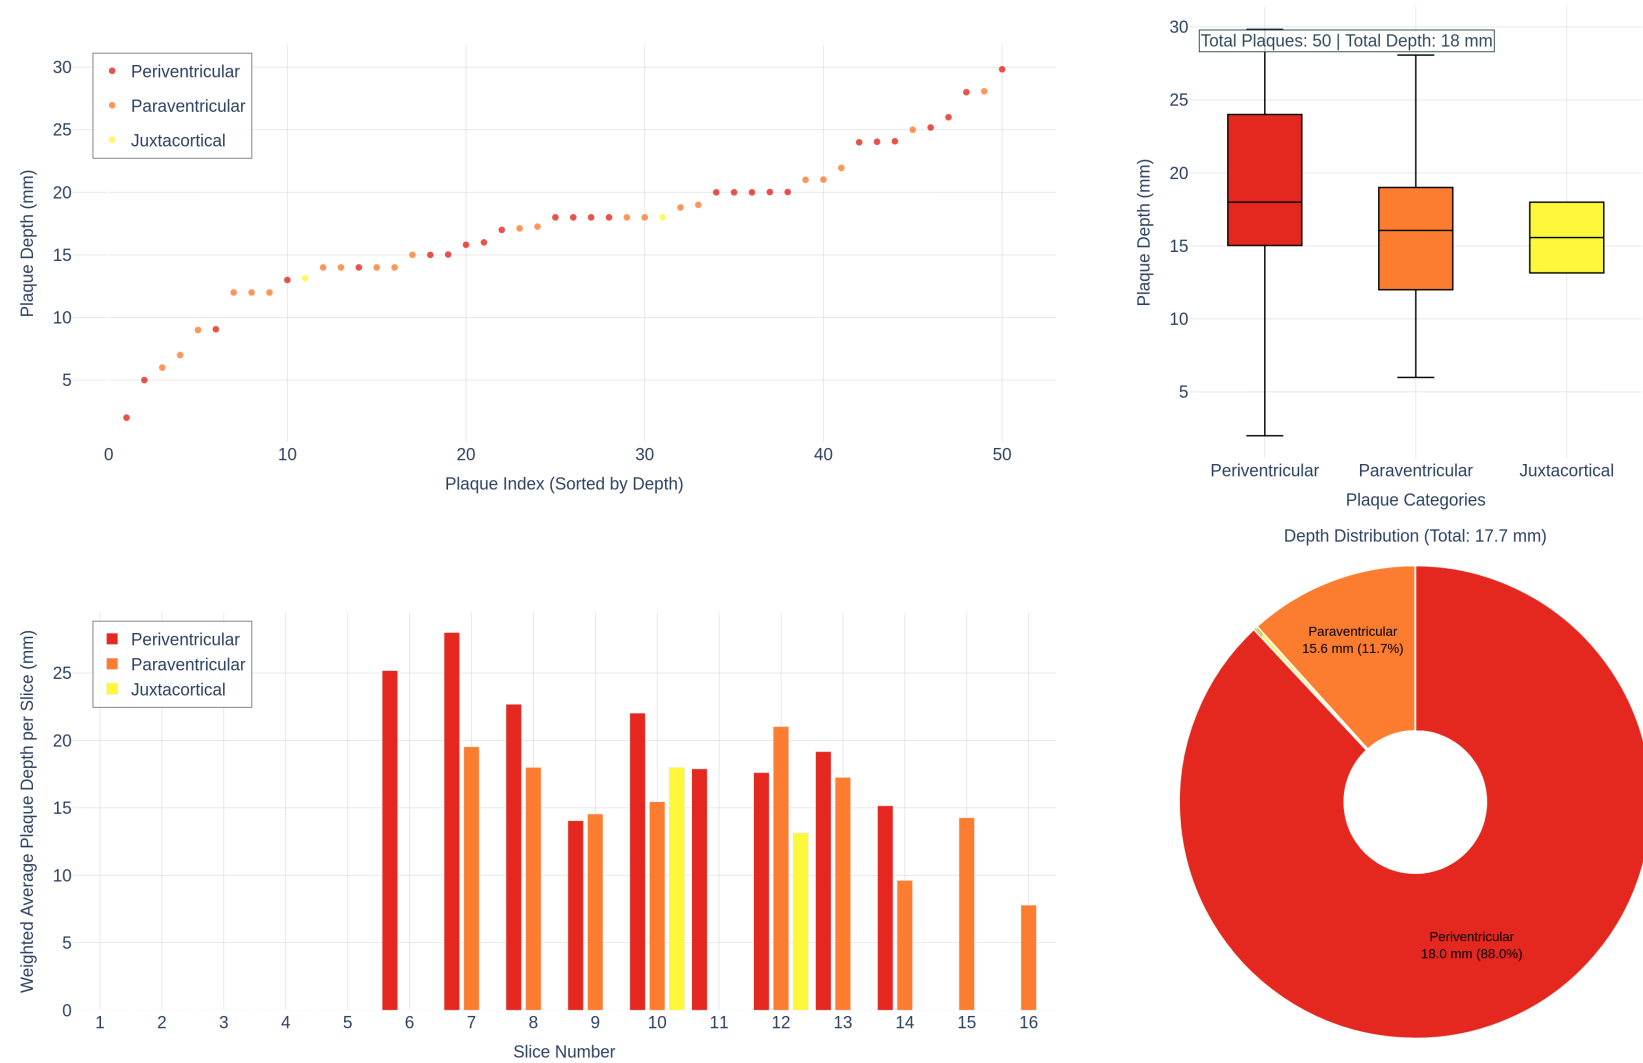 30
25
20
15
10
5
Plaque Depth (mm)
Periventricular
Paraventricular
Juxtacortical
0 10 20 30 40 50
Plaque Index (Sorted by Depth)
30
25
20
15
10
5
Plaque Depth (mm)
Total Plaques: 50 | Total Depth: 18 mm
Periventricular Paraventricular Juxtacortical
Plaque Categories
25
20
15
10
5
0
Weighted Average Plaque Depth per Slice (mm)
Periventricular
Paraventricular
Juxtacortical
1 2 3 4 5 6 7 8 9 10 11 12 13 14 15 16
Slice Number
Depth Distribution (Total: 17.7 mm)
Paraventricular
15.6 mm (11.7%)
Periventricular
18.0 mm (88.0%)